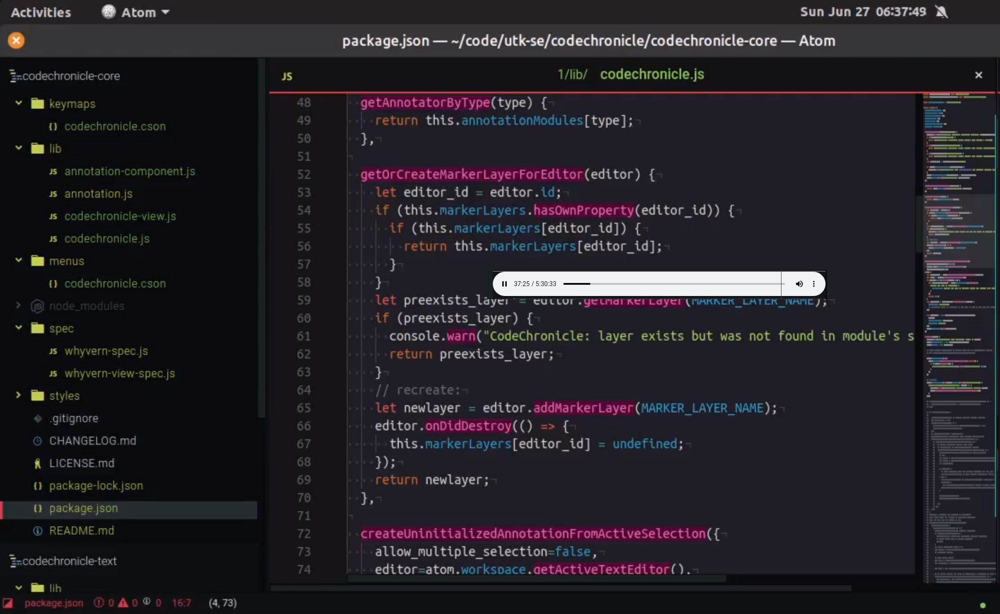 Activities
Atom
Sun Jun 27 06:37:49
package.json — ~/code/utk-se/codechronicle/codechronicle-core — Atom
codechronicle-core
keymaps
{} codechronicle.cson
lib
JS annotation-component.js
JS annotation.js
JS codechronicle-view.js
JS codechronicle.js
menus
{} codechronicle.cson
JS node_modules
spec
JS whyvern-spec.js
JS whyvern-view-spec.js
styles
.gitignore
CHANGELOG.md
LICENSE.md
{} package-lock.json
{} package.json
README.md
codechronicle-text
lib
JS 1/lib/ codechronicle.js
48 getAnnotatorByType(type) {
49 return this.annotationModules[type];
50 },
51
52 getOrCreateMarkerLayerForEditor(editor) {
53 let editor_id = editor.id;
54 if (this.markerLayers.hasOwnProperty(editor_id)) {
55 if (this.markerLayers[editor_id]) {
56 return this.markerLayers[editor_id];
57 }
58 }
37:25 / 5:30:33
59 let preexists_layer = editor.getMarkerLayer(MARKER_LAYER_NAME);
60 if (preexists_layer) {
61 console.warn("CodeChronicle: layer exists but was not found in module's s
62 return preexists_layer;
63 }
64 // recreate:
65 let newlayer = editor.addMarkerLayer(MARKER_LAYER_NAME);
66 editor.onDidDestroy(() => {
67 this.markerLayers[editor_id] = undefined;
68 });
69 return newlayer;
70 },
71
72 createUninitializedAnnotationFromActiveSelection({
73 allow_multiple_selection=false,
74 editor=atom.workspace.getActiveTextEditor(),
package.json 0 0 0 16:7 (4, 73)